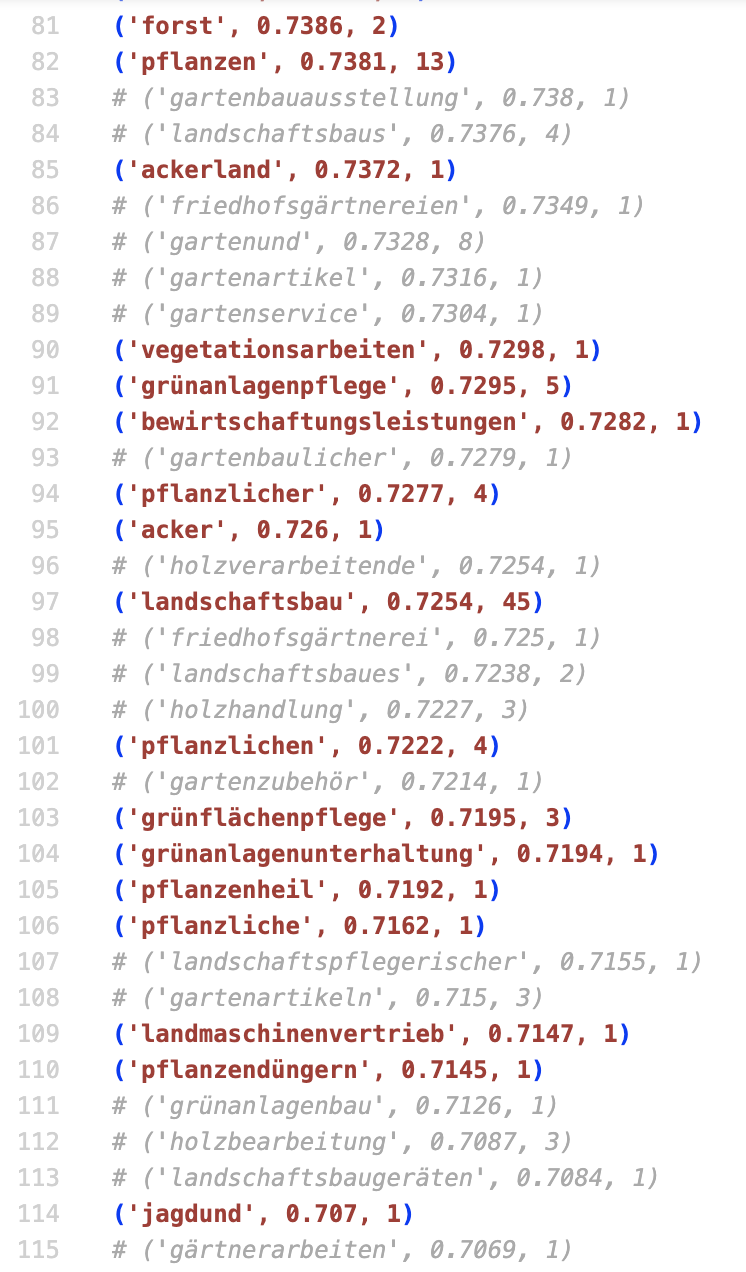 81 ('forst', 0.7386, 2)
82 ('pflanzen', 0.7381, 13)
83 # ('gartenbauausstellung', 0.738, 1)
84 # ('landschaftsbaus', 0.7376, 4)
85 ('ackerland', 0.7372, 1)
86 # ('friedhofsgärtnereien', 0.7349, 1)
87 # ('gartenund', 0.7328, 8)
88 # ('gartenartikel', 0.7316, 1)
89 # ('gartenservice', 0.7304, 1)
90 ('vegetationsarbeiten', 0.7298, 1)
91 ('grünanlagenpflege', 0.7295, 5)
92 ('bewirtschaftungsleistungen', 0.7282, 1)
93 # ('gartenbaulicher', 0.7279, 1)
94 ('pflanzlicher', 0.7277, 4)
95 ('acker', 0.726, 1)
96 # ('holzverarbeitende', 0.7254, 1)
97 ('landschaftsbau', 0.7254, 45)
98 # ('friedhofsgärtnerei', 0.725, 1)
99 # ('landschaftsbaues', 0.7238, 2)
100 # ('holzhandlung', 0.7227, 3)
101 ('pflanzlichen', 0.7222, 4)
102 # ('gartenzubehör', 0.7214, 1)
103 ('grünflächenpflege', 0.7195, 3)
104 ('grünanlagenunterhaltung', 0.7194, 1)
105 ('pflanzenheil', 0.7192, 1)
106 ('pflanzliche', 0.7162, 1)
107 # ('landschaftspflegerischer', 0.7155, 1)
108 # ('gartenartikeln', 0.715, 3)
109 ('landmaschinenvertrieb', 0.7147, 1)
110 ('pflanzendüngern', 0.7145, 1)
111 # ('grünanlagenbau', 0.7126, 1)
112 # ('holzbearbeitung', 0.7087, 3)
113 # ('landschaftsbaugeräten', 0.7084, 1)
114 ('jagdund', 0.707, 1)
115 # ('gärtnerarbeiten', 0.7069, 1)